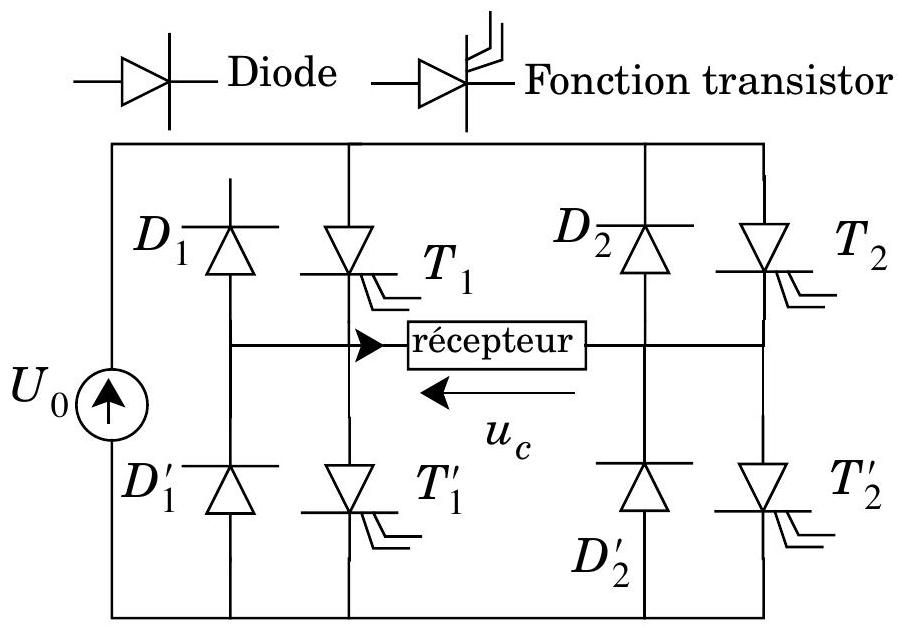 Diode
Fonction transistor
D1
T1
D2
T2
récepteur
U0
uc
D′1
T′1
D′2
T′2